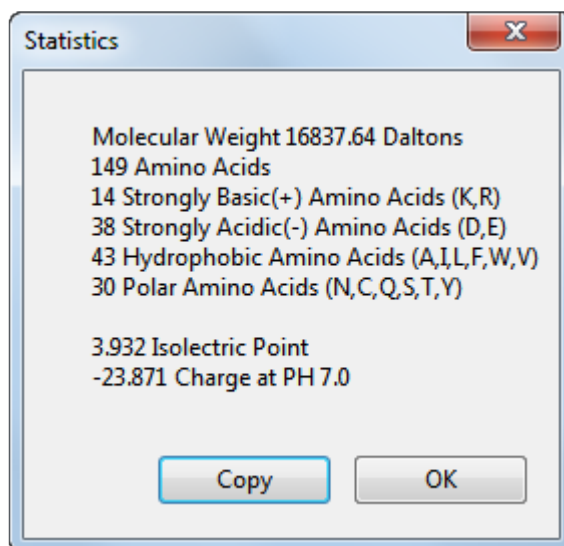 Statistics
Molecular Weight 16837.64 Daltons
149 Amino Acids
14 Strongly Basic(+) Amino Acids (K,R)
38 Strongly Acidic(-) Amino Acids (D,E)
43 Hydrophobic Amino Acids (A,I,L,F,W,V)
30 Polar Amino Acids (N,C,Q,S,T,Y)
3.932 Isolectric Point
-23.871 Charge at PH 7.0
Copy OK